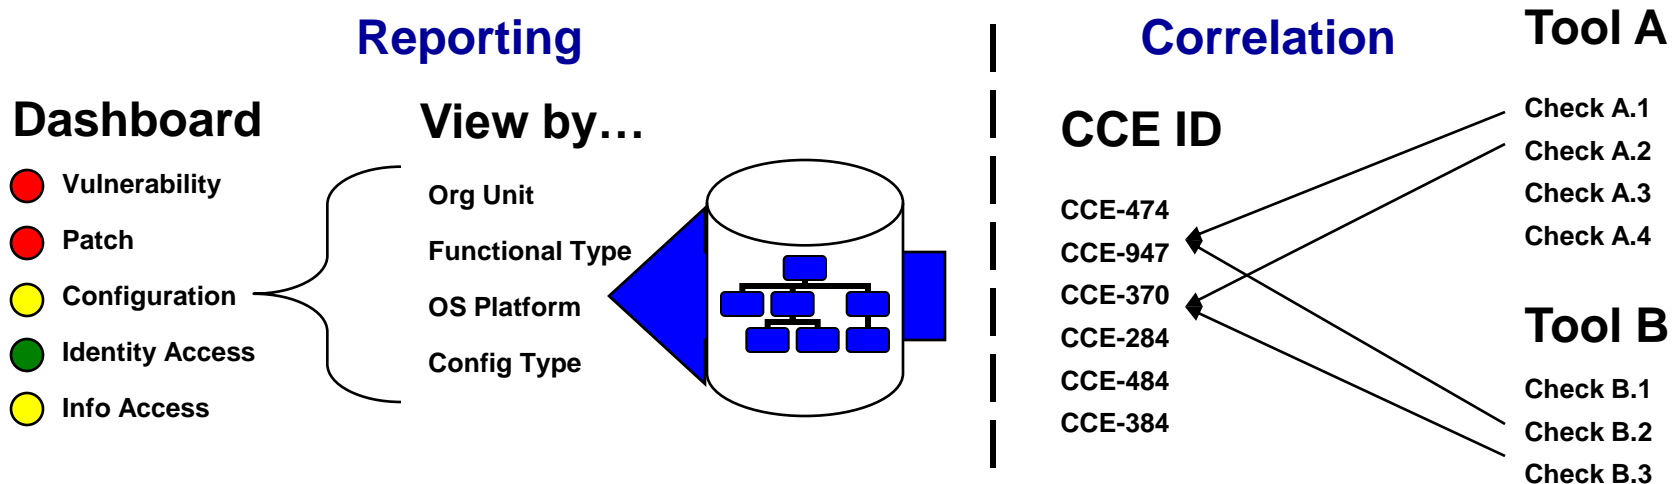 Reporting
Dashboard
Vulnerability
Patch
Configuration
Identity Access
Info Access
View by…
Org Unit
Functional Type
OS Platform
Config Type
Correlation
CCE ID
CCE-474
CCE-947
CCE-370
CCE-284
CCE-484
CCE-384
Tool A
Check A.1
Check A.2
Check A.3
Check A.4
Tool B
Check B.1
Check B.2
Check B.3